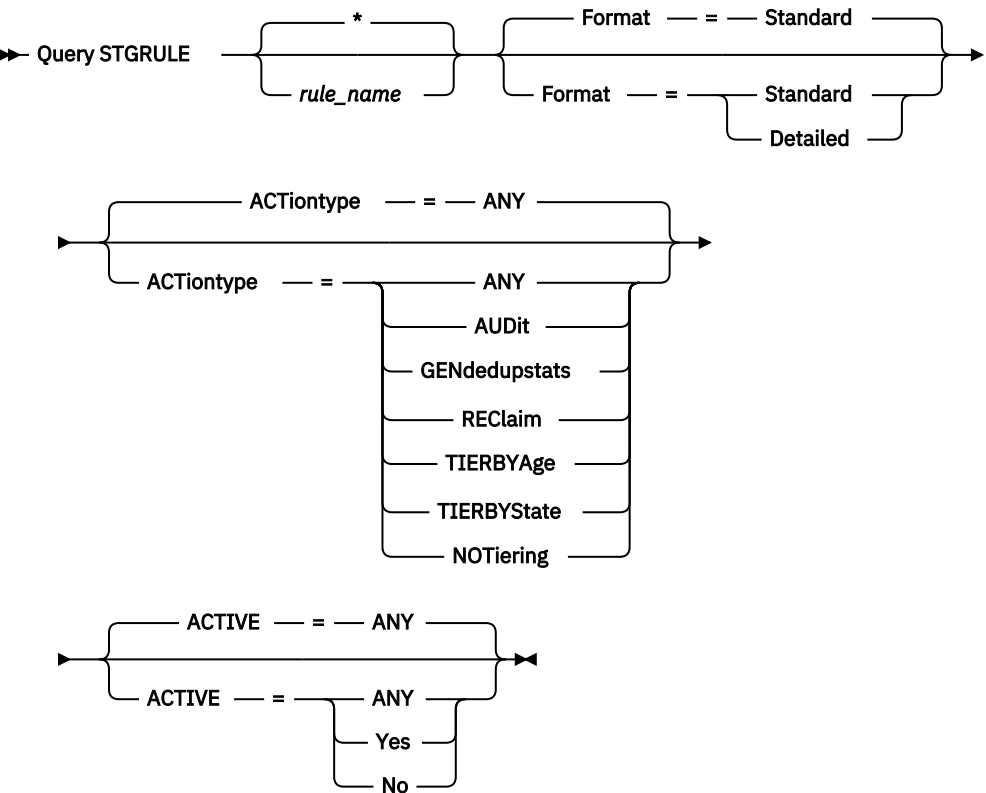 * Format = Standard
Query STGRULE
rule_name Format = Standard
Detailed
ACTiontype = ANY
ACTiontype = ANY
AUDit
GENdedupstats
REClaim
TIERBYAge
TIERBYState
NOTiering
ACTIVE = ANY
ACTIVE = ANY
Yes
No